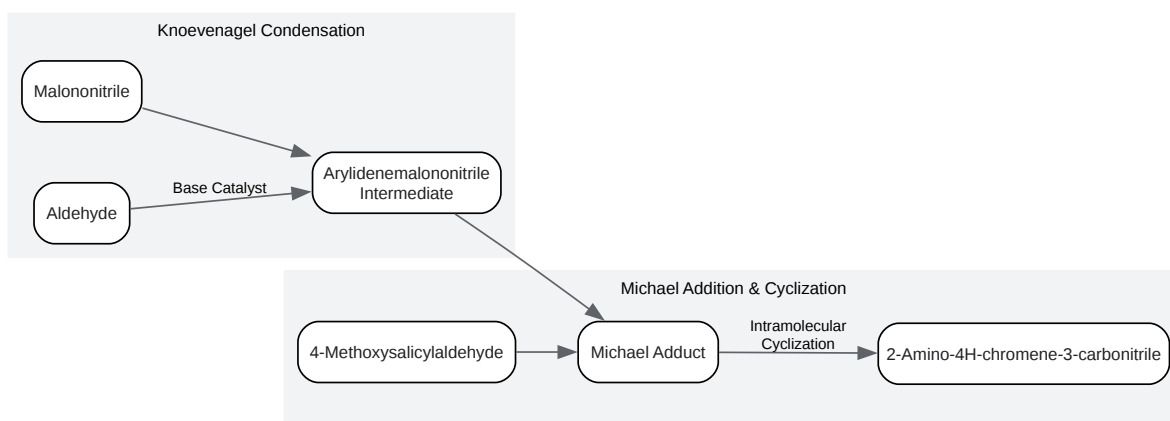 Knoevenagel Condensation
Malononitrile
Aldehyde
Base Catalyst
Arylidenemalononitrile
Intermediate
Michael Addition & Cyclization
4-Methoxysalicylaldehyde
Michael Adduct
Intramolecular
Cyclization
2-Amino-4H-chromene-3-carbonitrile